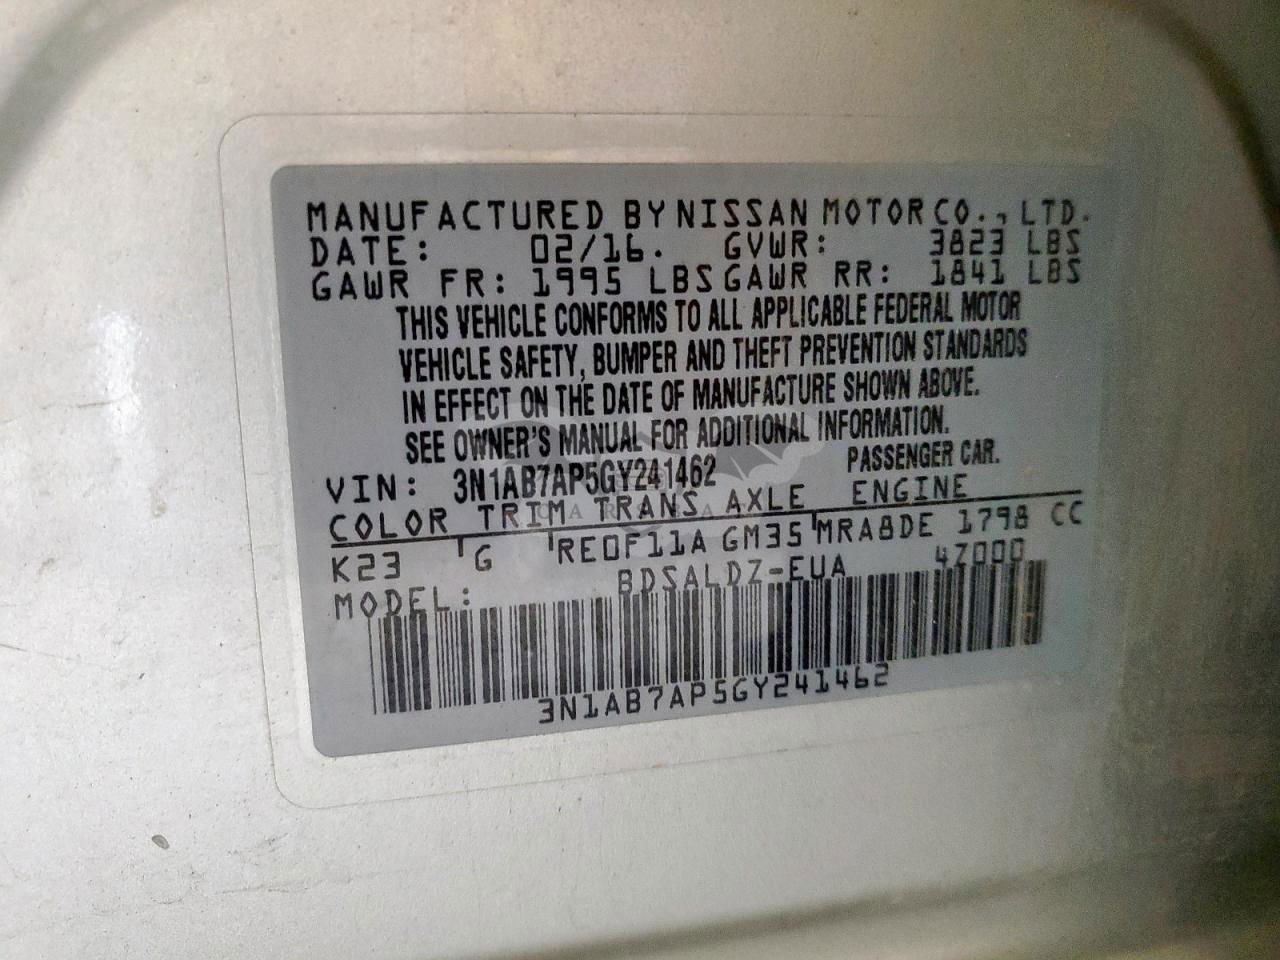 MANUFACTURED BY NISSAN MOTOR CO., LTD.
DATE: 02/16. GVWR: 3823 LBS
GAWR FR: 1995 LBS GAWR RR: 1841 LBS
THIS VEHICLE CONFORMS TO ALL APPLICABLE FEDERAL MOTOR
VEHICLE SAFETY, BUMPER AND THEFT PREVENTION STANDARDS
IN EFFECT ON THE DATE OF MANUFACTURE SHOWN ABOVE.
SEE OWNER'S MANUAL FOR ADDITIONAL INFORMATION.
VIN: 3N1AB7AP5GY241462 PASSENGER CAR.
COLOR TRIM TRANS AXLE ENGINE
K23 G RE0F11A GM35 MRA8DE 1798 CC
MODEL: BDSALDZ-EUA 4Z000
3N1AB7AP5GY241462